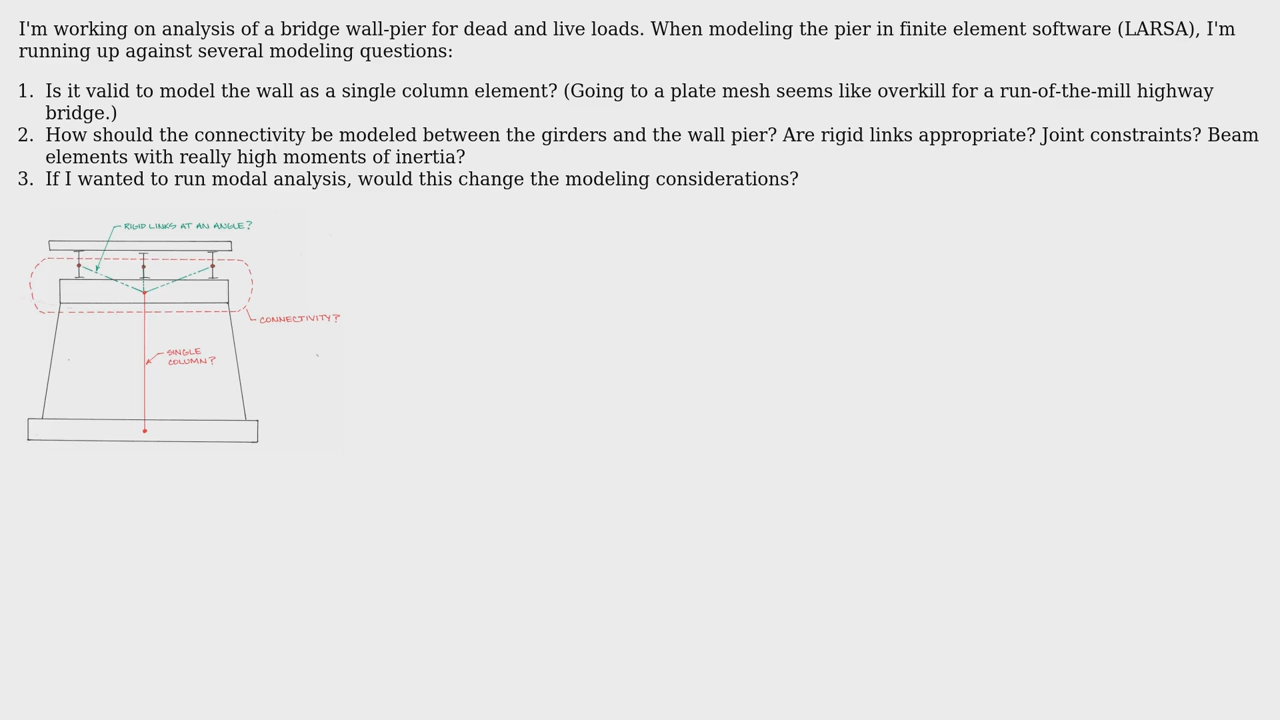 I'm working on analysis of a bridge wall-pier for dead and live loads. When modeling the pier in finite element software (LARSA), I'm
running up against several modeling questions:
1. Is it valid to model the wall as a single column element? (Going to a plate mesh seems like overkill for a run-of-the-mill highway
bridge.)
2. How should the connectivity be modeled between the girders and the wall pier? Are rigid links appropriate? Joint constraints? Beam
elements with really high moments of inertia?
3. If I wanted to run modal analysis, would this change the modeling considerations?
RIGID LINKS AT AN ANGLE?
CONNECTIVITY?
SINGLE
COLUMN?